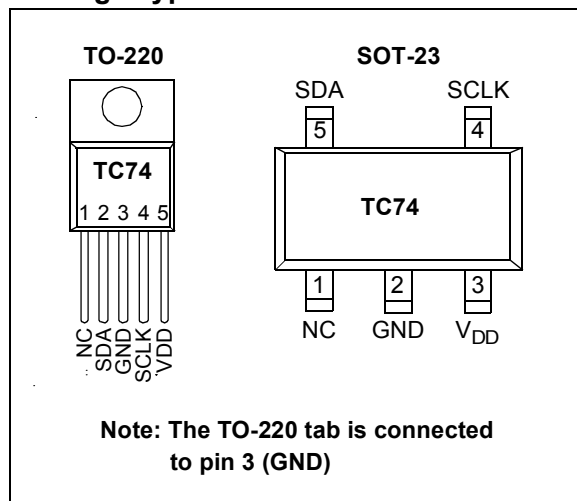 TO-220
SOT-23
SDA SCLK
5 4
TC74
TC74
1 2 3 4 5
1 2 3
NC GND VDD
NC
SDA
GND
SCLK
VDD
Note: The TO-220 tab is connected
to pin 3 (GND)